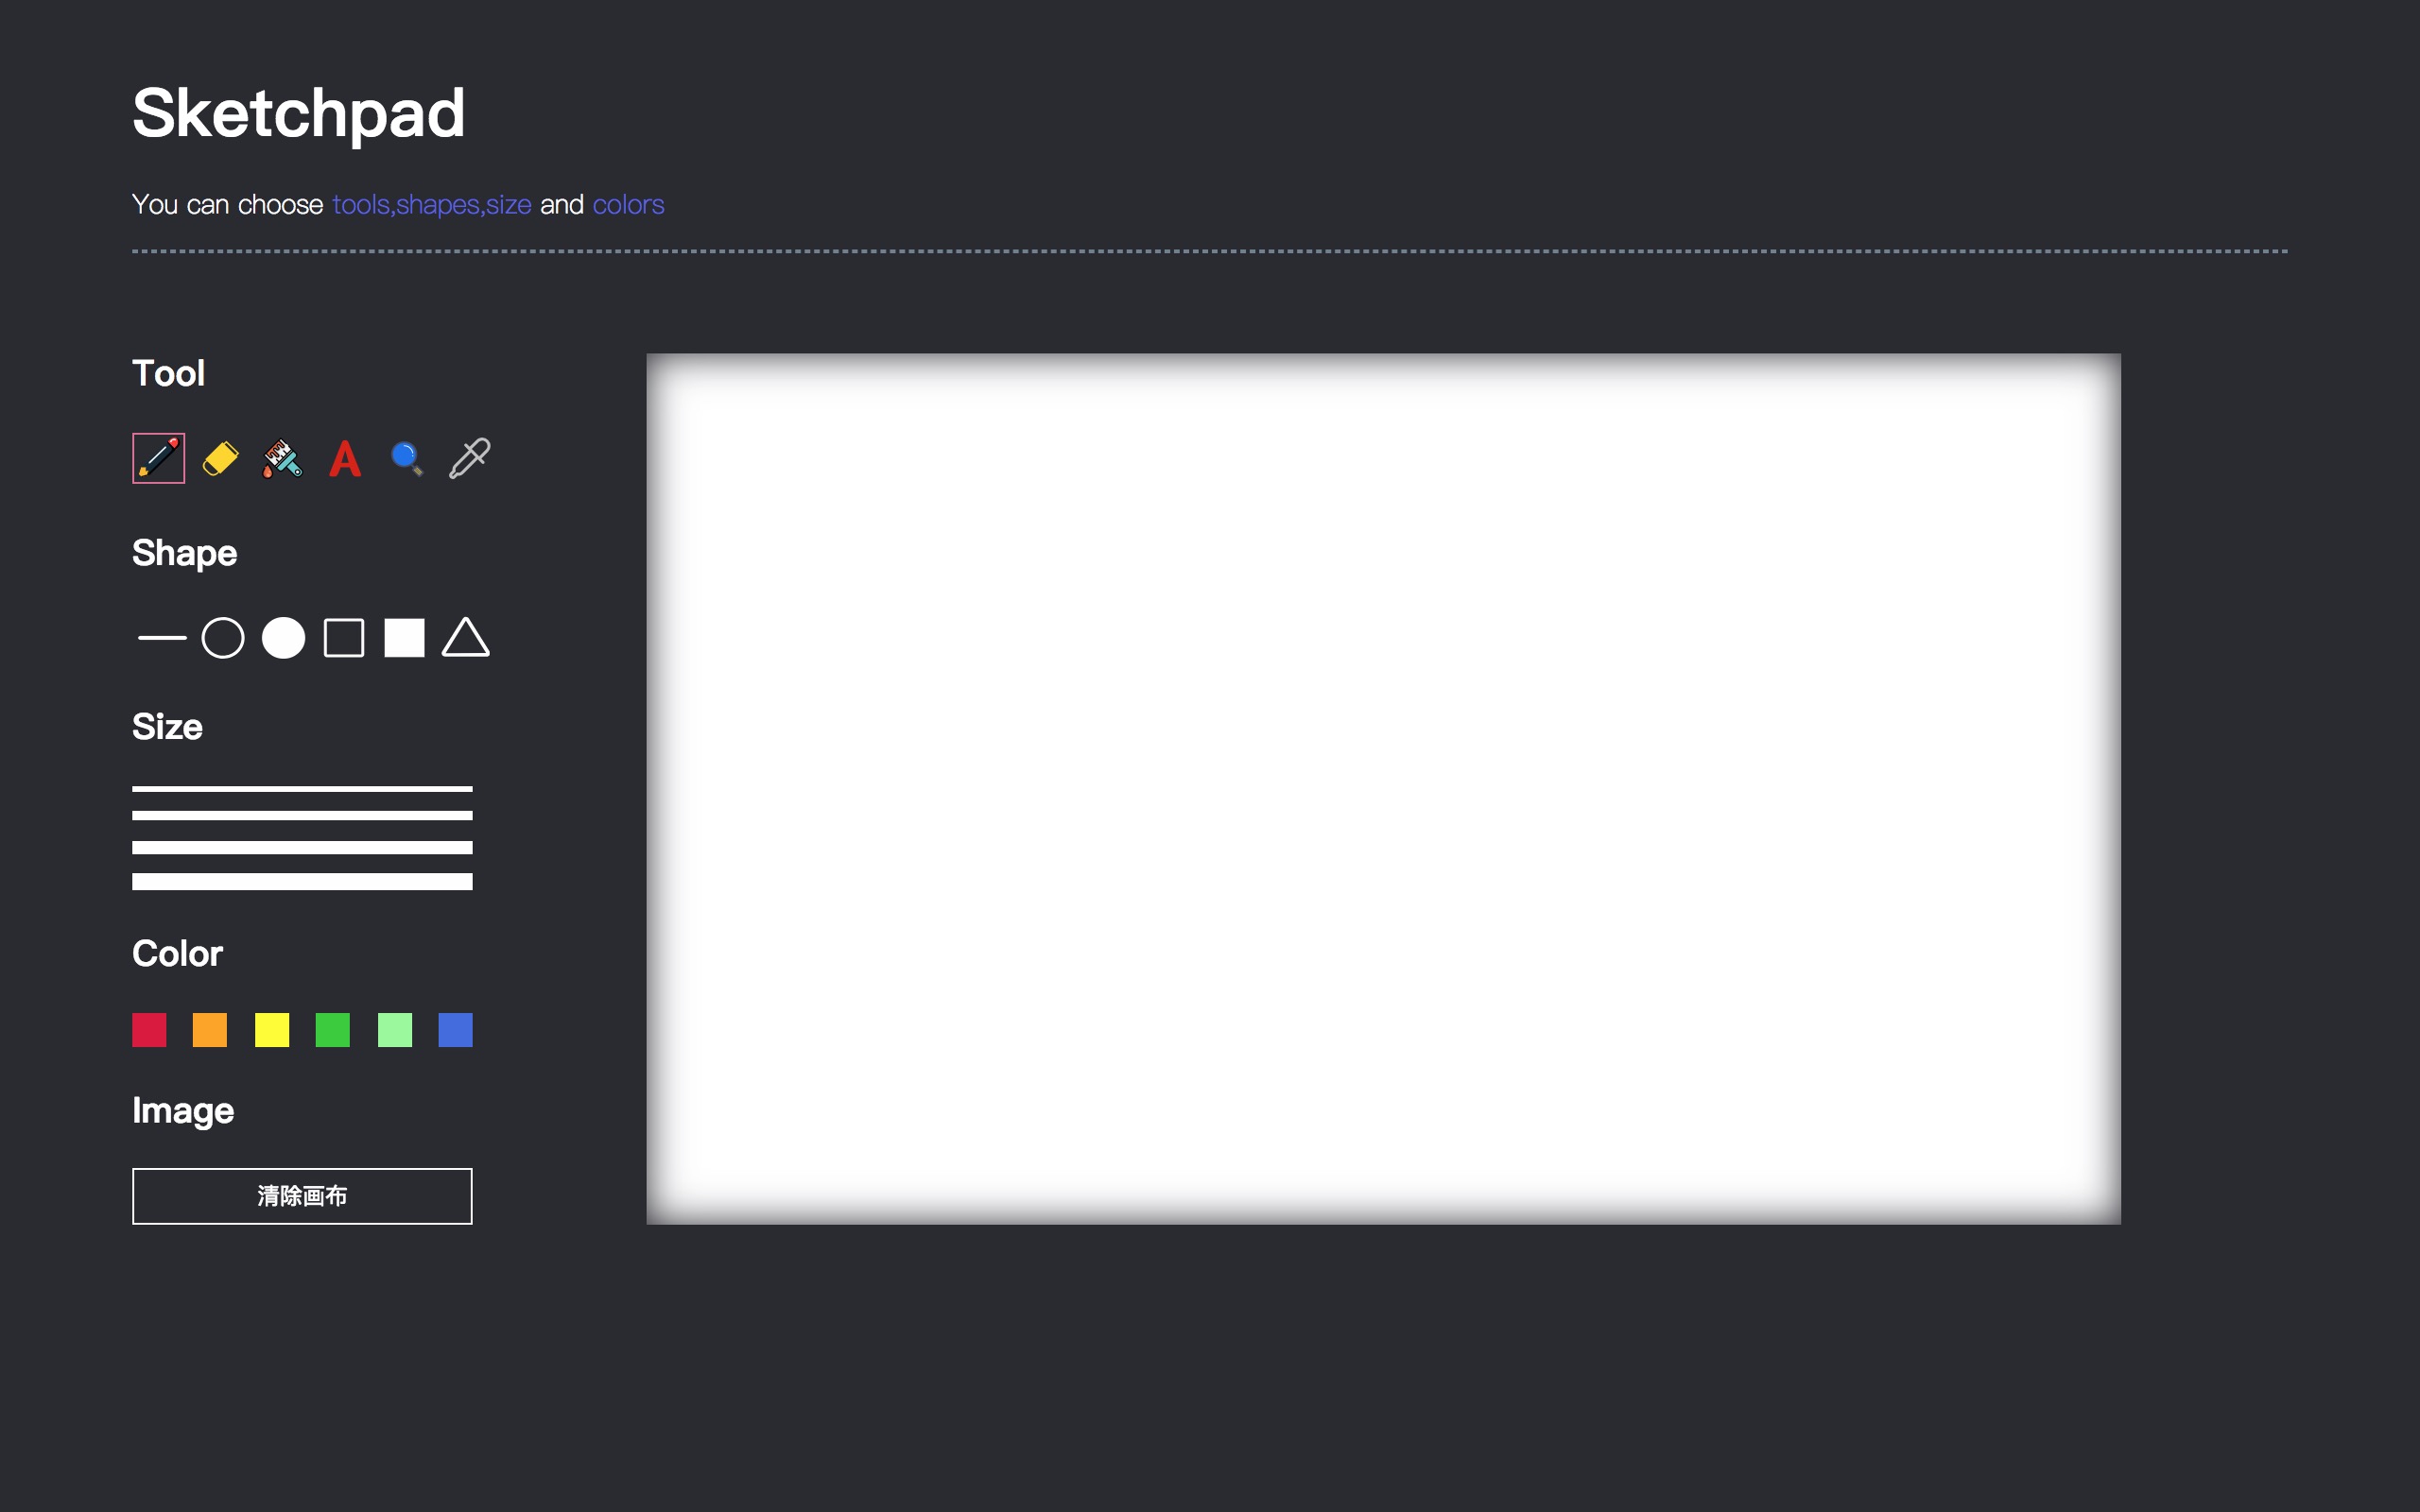 Sketchpad
You can choose tools,shapes,size and colors
Tool
A
Shape
Size
Color
Image
清除画布